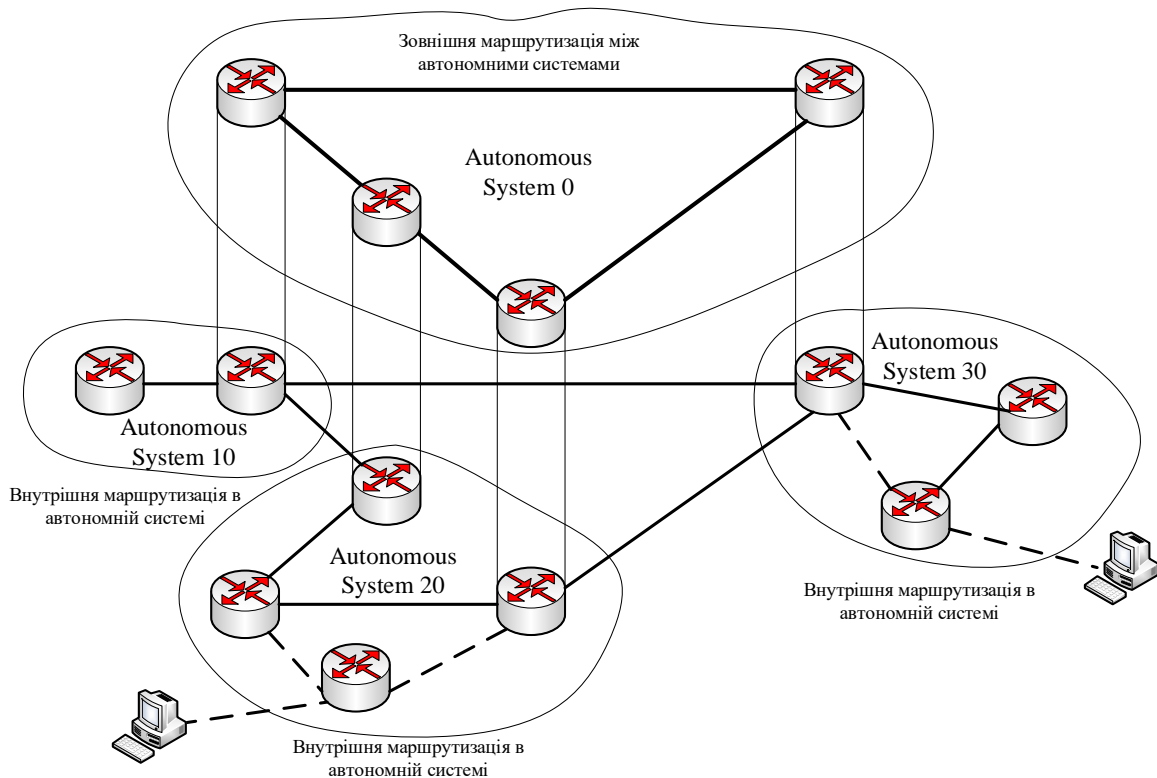 Зовнішня маршрутизація між
автономними системами
Autonomous
System 0
Autonomous
System 30
Autonomous
System 10
Внутрішня маршрутизація в
автономній системі
Autonomous
System 20
Внутрішня маршрутизація в
автономній системі
Внутрішня маршрутизація в
автономній системі